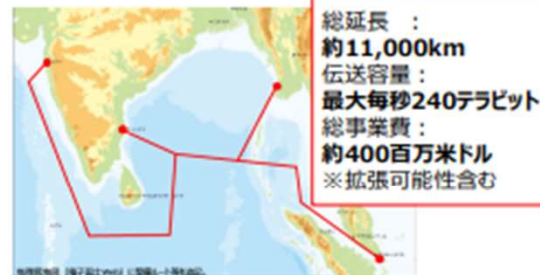 総延長 ：
約11,000km
伝送容量：
最大毎秒240テラビット
総事業費：
約400百万米ドル
※拡張可能性含む